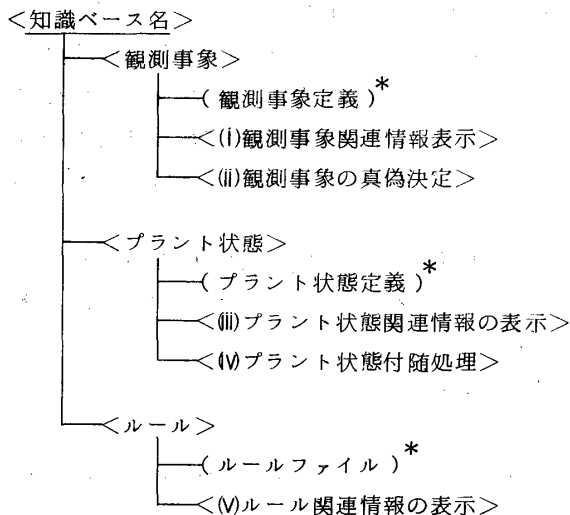 ＜知識ベース名＞
＜観測事象＞
(観測事象定義)*
＜(i)観測事象関連情報表示＞
＜(ii)観測事象の真偽決定＞
＜プラント状態＞
(プラント状態定義)*
＜(iii)プラント状態関連情報の表示＞
＜(iv)プラント状態付随処理＞
＜ルール＞
(ルールファイル)*
＜(v)ルール関連情報の表示＞